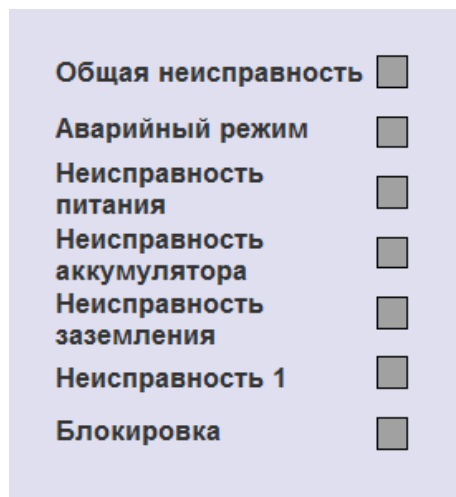 Общая неисправность
Аварийный режим
Неисправность
питания
Неисправность
аккумулятора
Неисправность
заземления
Неисправность 1
Блокировка